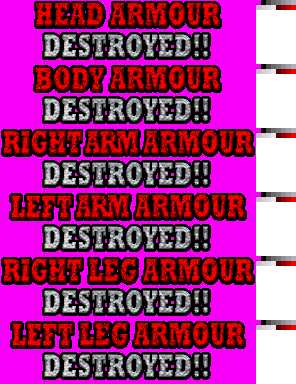 HEAD ARMOUR
DESTROYED!!
BODY ARMOUR
DESTROYED!!
RIGHT ARM ARMOUR
DESTROYED!!
LEFT ARM ARMOUR
DESTROYED!!
RIGHT LEG ARMOUR
DESTROYED!!
LEFT LEG ARMOUR
DESTROYED!!